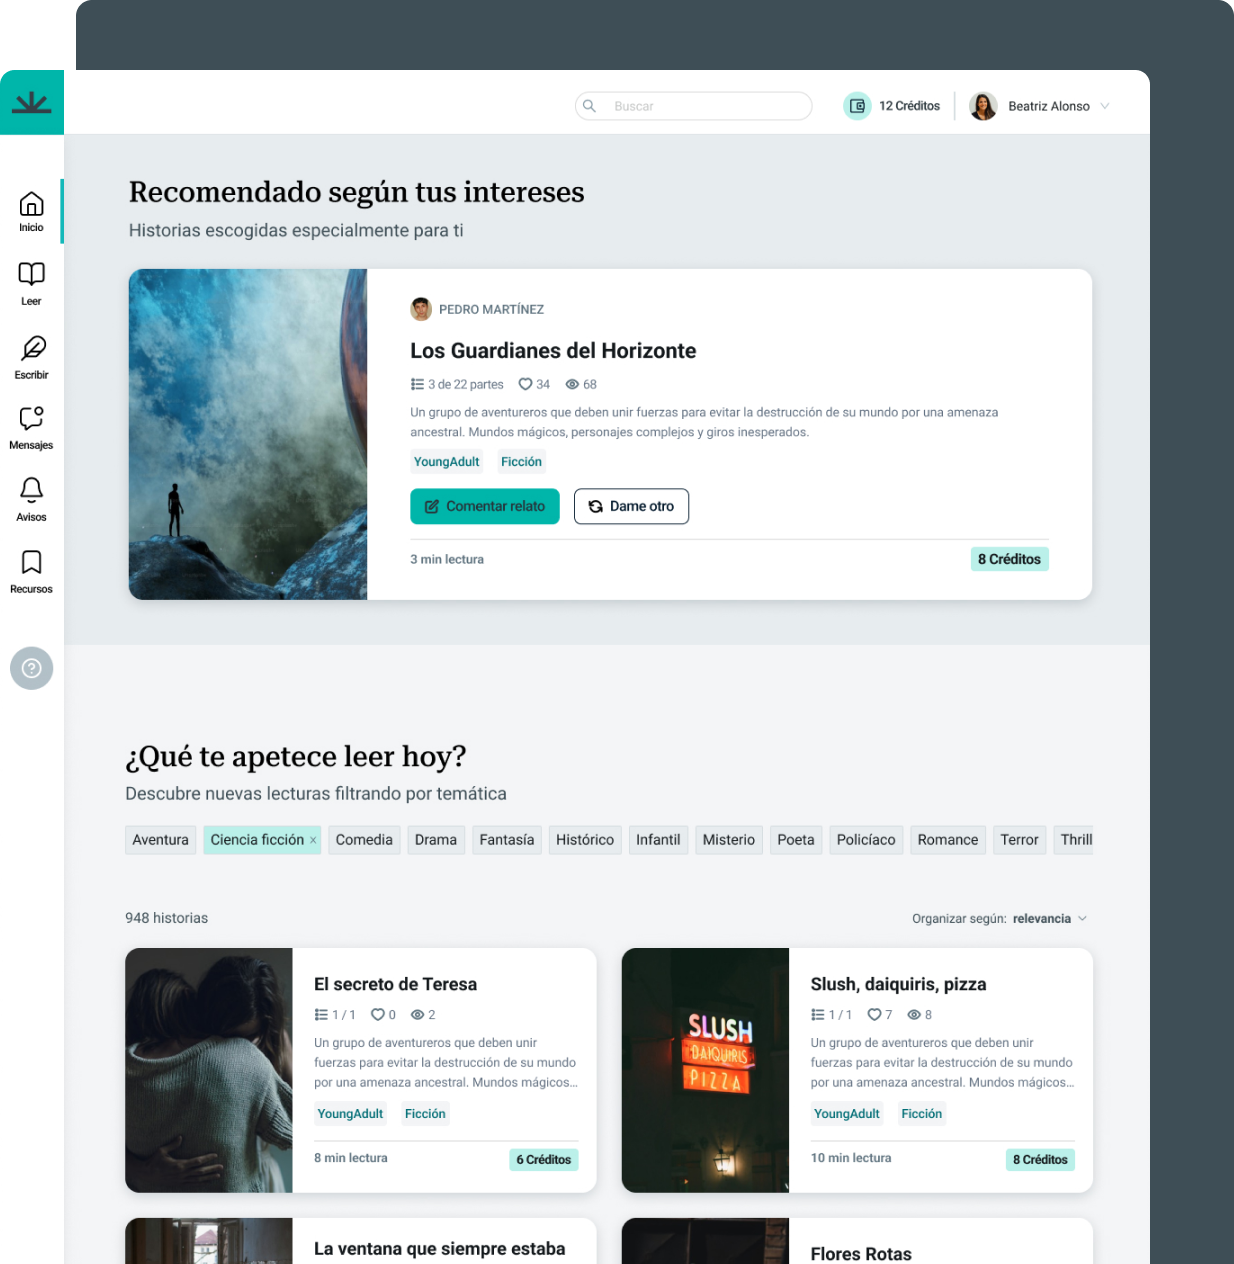 Buscar
12 Créditos
Beatriz Alonso
Inicio
Leer
Escribir
Mensajes
Avisos
Recursos
Recomendado según tus intereses
Historias escogidas especialmente para ti
PEDRO MARTÍNEZ
Los Guardianes del Horizonte
3 de 22 partes 34 68
Un grupo de aventureros que deben unir fuerzas para evitar la destrucción de su mundo por una amenaza
ancestral. Mundos mágicos, personajes complejos y giros inesperados.
YoungAdult Ficción
Comentar relato Dame otro
3 min lectura 8 Créditos
¿Qué te apetece leer hoy?
Descubre nuevas lecturas filtrando por temática
Aventura Ciencia ficción × Comedia Drama Fantasía Histórico Infantil Misterio Poeta Policíaco Romance Terror Thrill
948 historias
Organizar según: relevancia
El secreto de Teresa
1 / 1 0 2
Un grupo de aventureros que deben unir
fuerzas para evitar la destrucción de su mundo
por una amenaza ancestral. Mundos mágicos...
YoungAdult Ficción
8 min lectura 6 Créditos
SLUSH
DAIQUIRIS
PIZZA
Slush, daiquiris, pizza
1 / 1 7 8
Un grupo de aventureros que deben unir
fuerzas para evitar la destrucción de su mundo
por una amenaza ancestral. Mundos mágicos...
YoungAdult Ficción
10 min lectura 8 Créditos
La ventana que siempre estaba
Flores Rotas